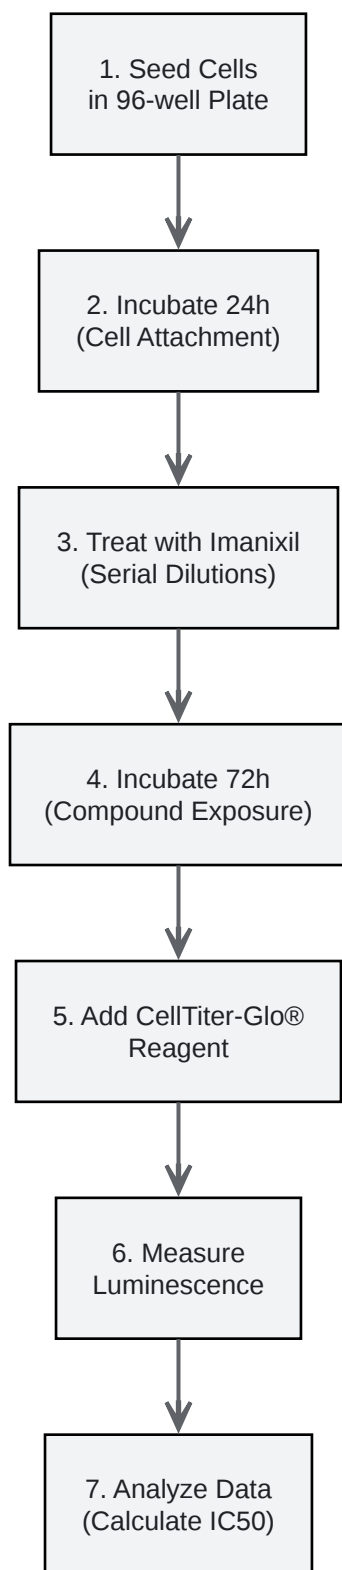 1. Seed Cells
in 96-well Plate
2. Incubate 24h
(Cell Attachment)
3. Treat with Imanixil
(Serial Dilutions)
4. Incubate 72h
(Compound Exposure)
5. Add CellTiter-Glo®
Reagent
6. Measure
Luminescence
7. Analyze Data
(Calculate IC50)